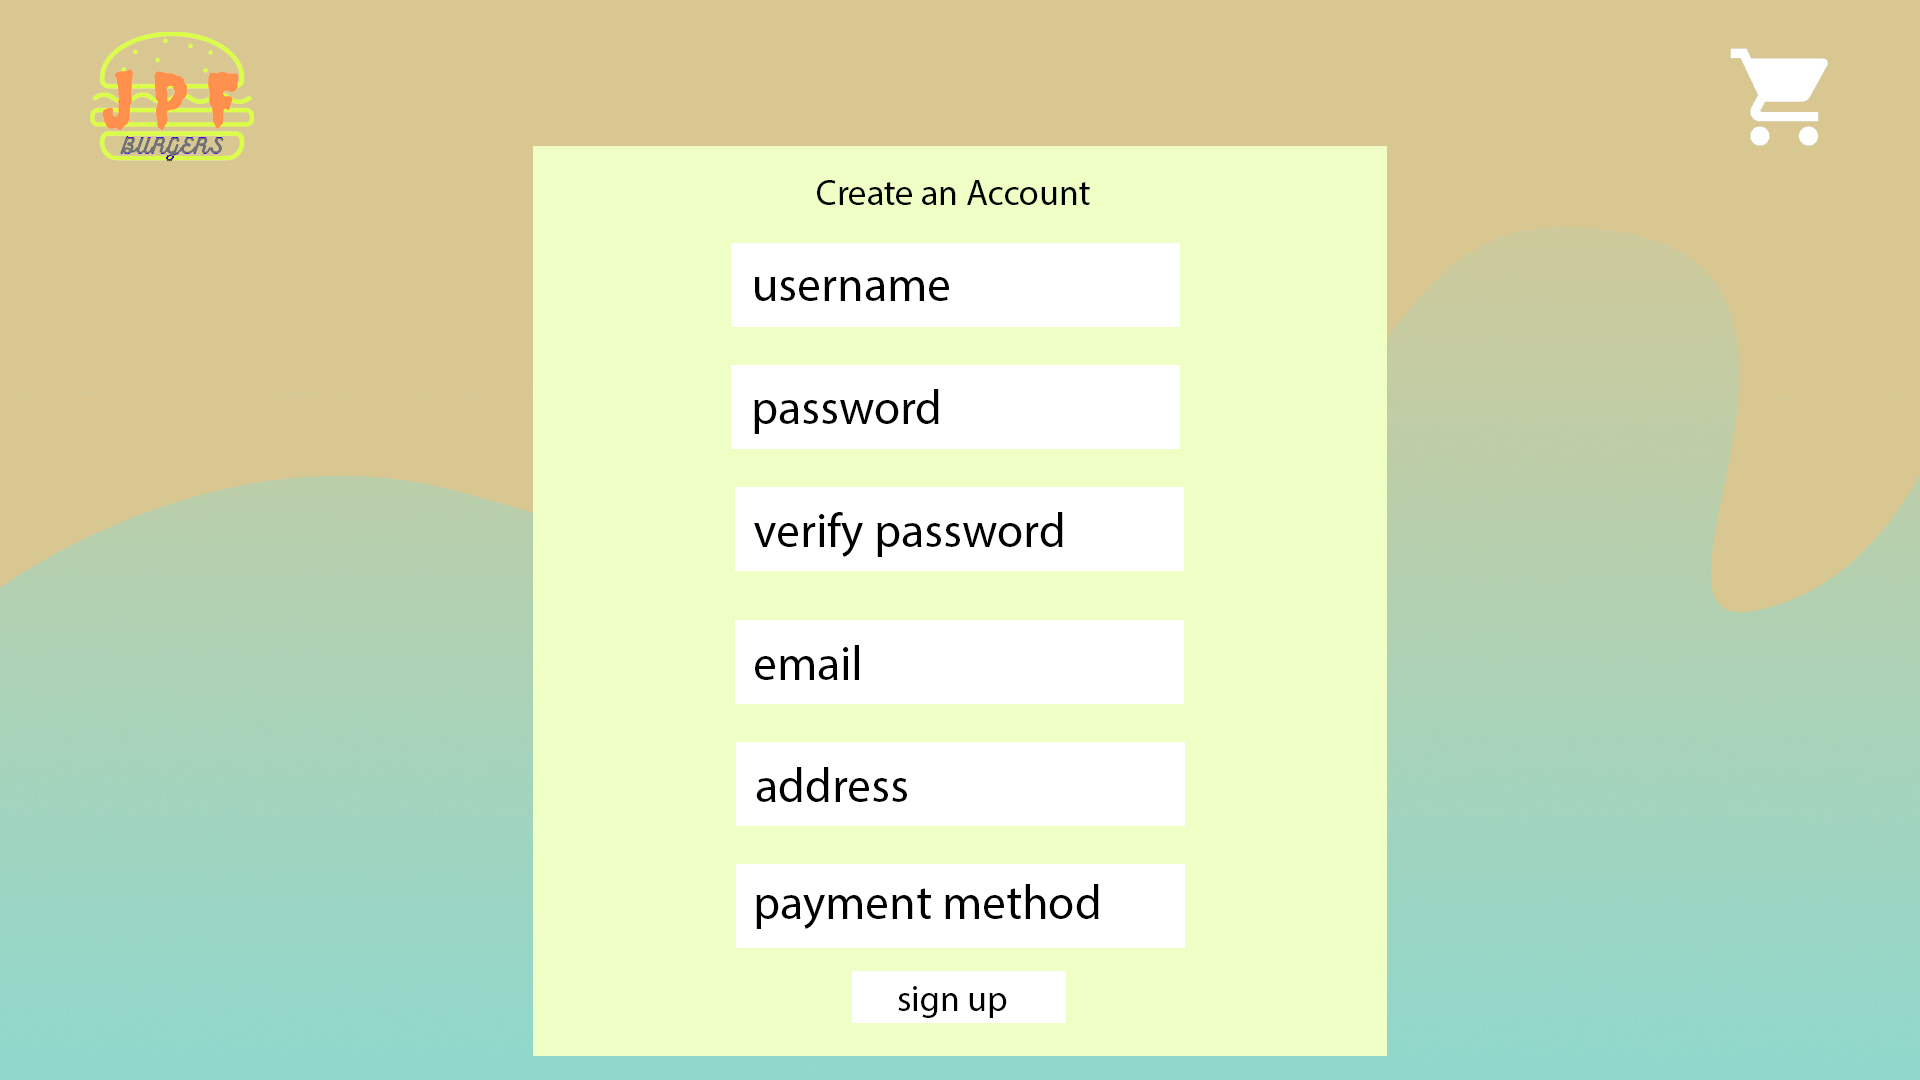 JPF
BURGERS
Create an Account
username
password
verify password
email
address
payment method
sign up